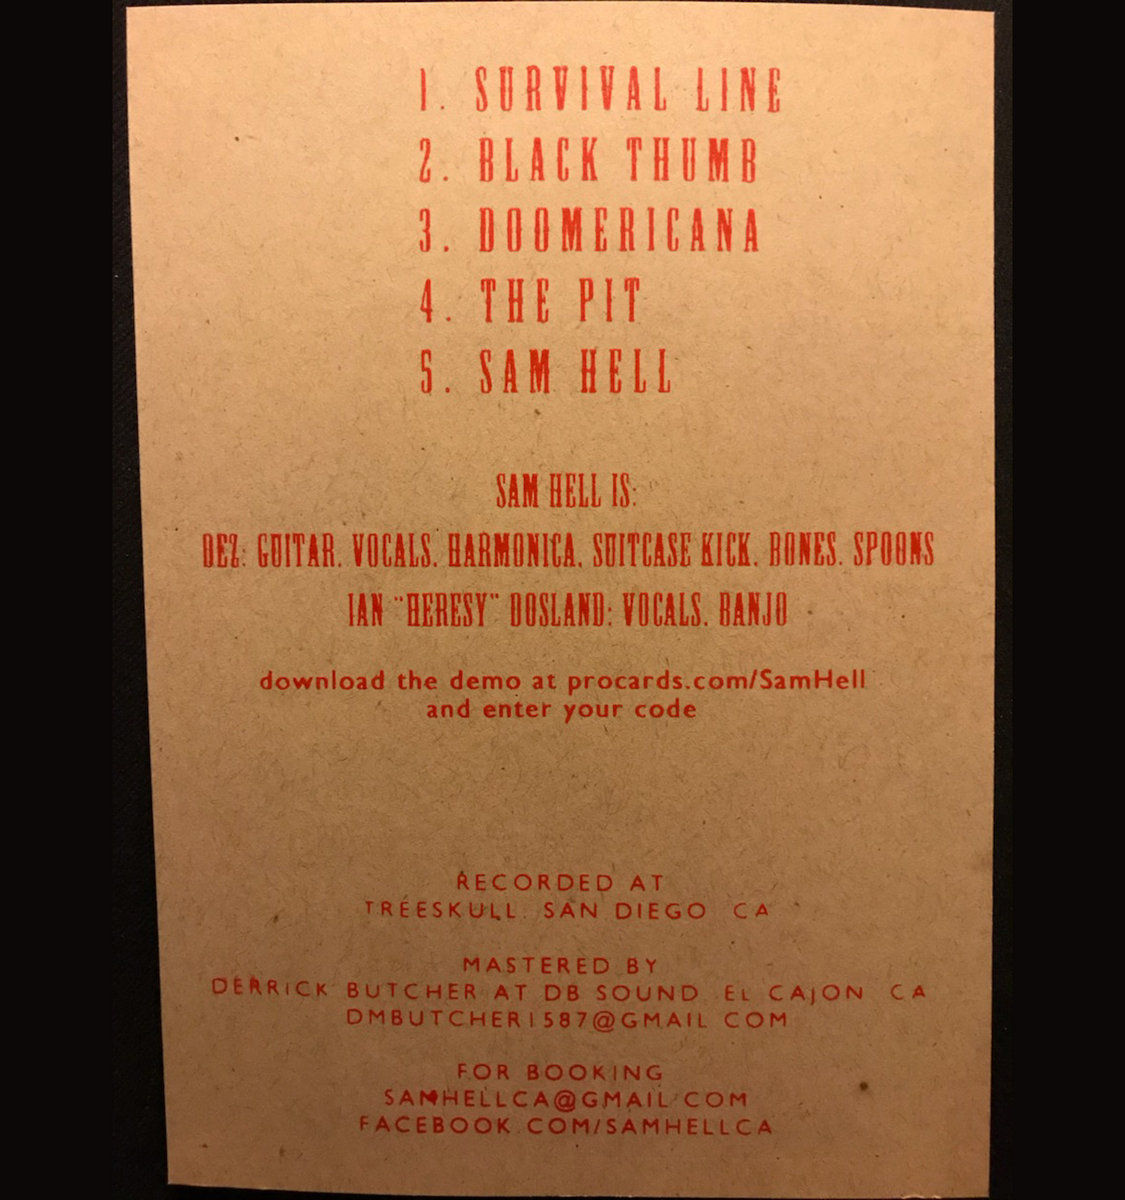 1. SURVIVAL LINE
2. BLACK THUMB
3. DOOMERICANA
4. THE PIT
5. SAM HELL
SAM HELL IS:
DEZ: GUITAR, VOCALS, HARMONICA, SUITCASE KICK, BONES, SPOONS
IAN "HERESY" DOSLAND: VOCALS, BANJO
download the demo at procards.com/SamHell
and enter your code
RECORDED AT
TREESKULL, SAN DIEGO CA
MASTERED BY
DERRICK BUTCHER AT DB SOUND EL CAJON CA
DMBUTCHER1587@GMAIL COM
FOR BOOKING
SAMHELLCA@GMAIL COM
FACEBOOK COM/SAMHELLCA